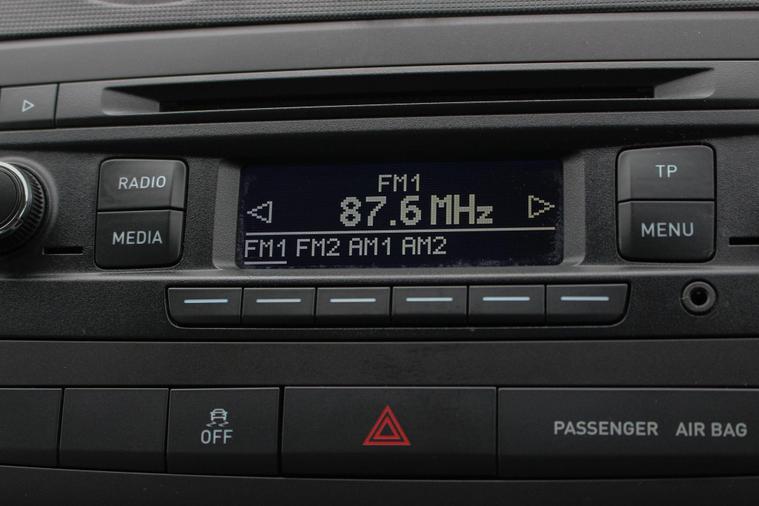 RADIO
MEDIA
FM1
87.6 MHz
FM1 FM2 AM1 AM2
TP
MENU
OFF
PASSENGER AIR BAG